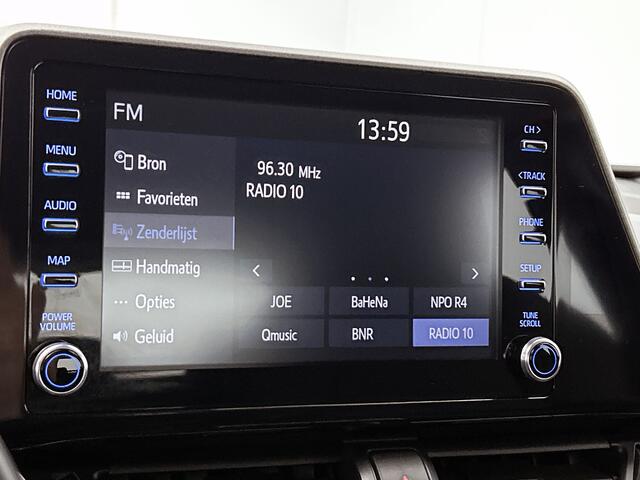 HOME
MENU
AUDIO
MAP
POWER
VOLUME
FM
13:59
Bron
Favorieten
Zenderlijst
Handmatig
Opties
Geluid
96.30 MHz
RADIO 10
JOE
BaHeNa
NPO R4
Qmusic
BNR
RADIO 10
CH >
< TRACK
PHONE
SETUP
TUNE
SCROLL